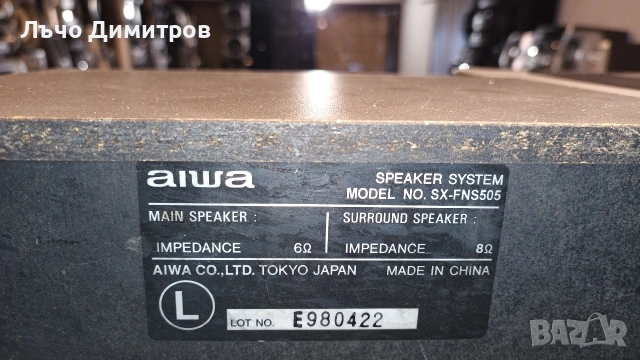 Лъчо Димитров
aiwa
SPEAKER SYSTEM
MODEL NO. SX-FNS505
MAIN SPEAKER :
SURROUND SPEAKER :
IMPEDANCE 6Ω
IMPEDANCE 8Ω
AIWA CO.,LTD. TOKYO JAPAN
MADE IN CHINA
L
LOT NO. E980422
BAZAR